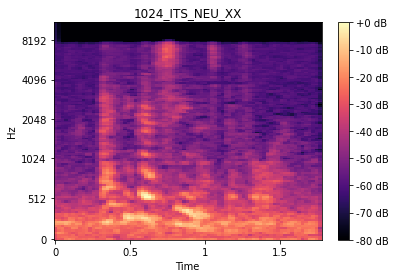 1024_ITS_NEU_XX
+0 dB
8192
-10 dB
4096
-20 dB
-30 dB
2048
Hz
-40 dB
1024
-50 dB
-60 dB
512
-70 dB
0
-80 dB
0
0.5
1
1.5
Time